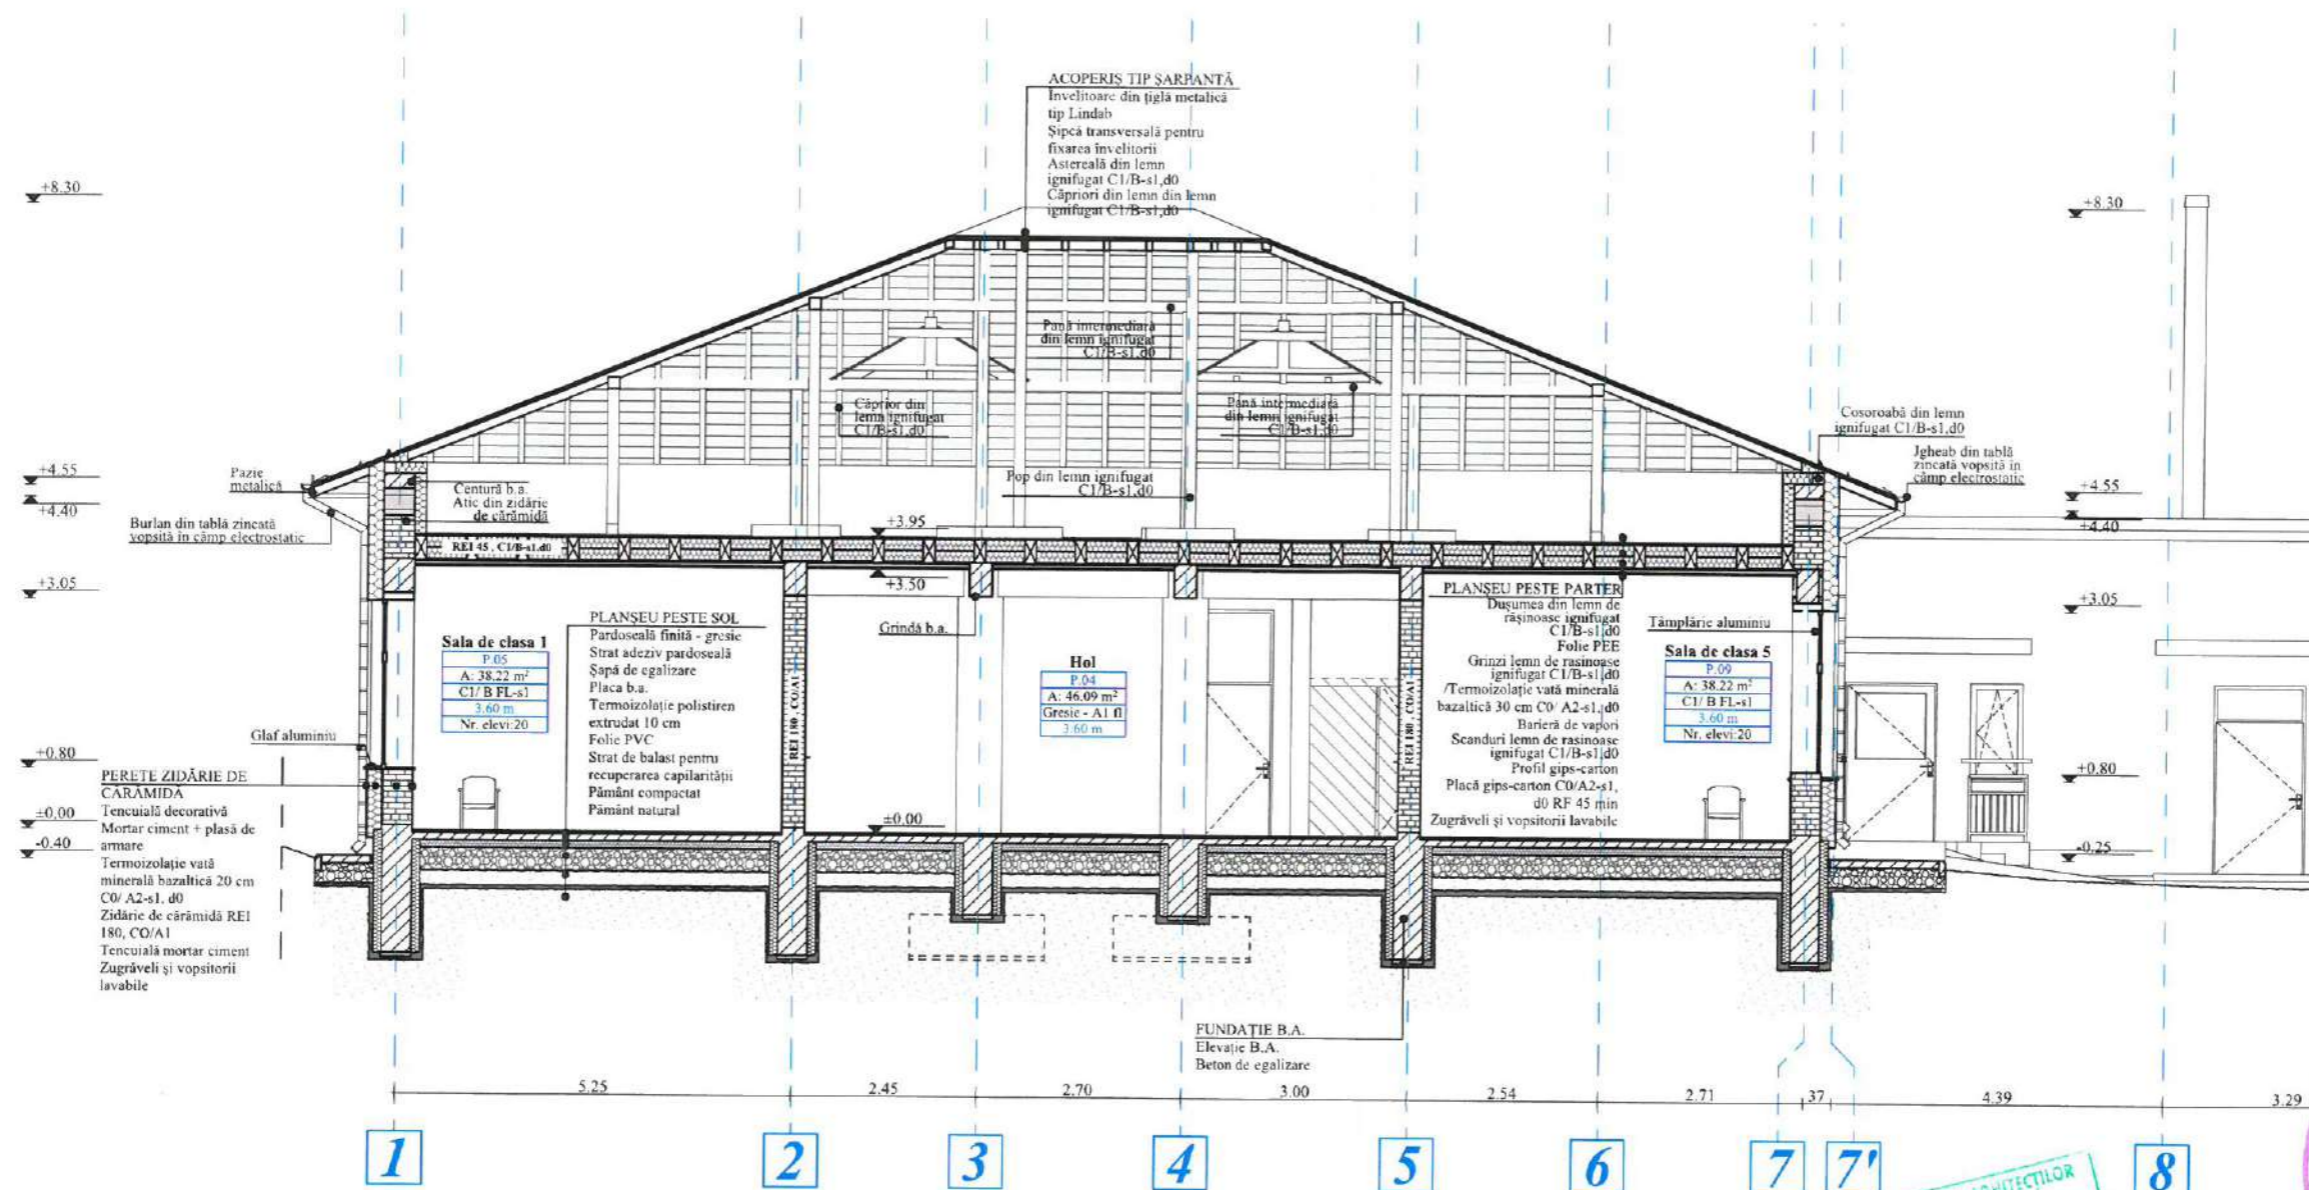 ACOPERIȘ TIP ȘARPANTĂ
Învelitoare din țiglă metalică
tip Lindab
Șipcă transversală pentru
fixarea învelitorii
Astereală din lemn
ignifugat C1/B-s1,d0
Căpriori din lemn din lemn
ignifugat C1/B-s1,d0
+8.30
+8.30
Pană intermediară
din lemn ignifugat
C1/B-s1,d0
Căprior din
lemn ignifugat
C1/B-s1,d0
Pană intermediară
din lemn ignifugat
C1/B-s1,d0
Cosoroabă din lemn
ignifugat C1/B-s1,d0
Jgheab din tablă
zincată vopsită în
câmp electrostatic
+4.55
+4.40
Pazie
metalică
Centură b.a.
Atic din zidărie
de cărămidă
Pop din lemn ignifugat
C1/B-s1,d0
+4.55
+4.40
Burlan din tablă zincată
vopsită în câmp electrostatic
+3.95
REI 45 , C1/B-s1.d0
+3.05
+3.50
+3.05
PLANȘEU PESTE SOL
Pardoseală finită - gresie
Strat adeziv pardoseală
Șapă de egalizare
Placa b.a.
Termoizolație polistiren
extrudat 10 cm
Folie PVC
Strat de balast pentru
recuperarea capilarității
Pământ compactat
Pământ natural
Sala de clasa 1
P.05
A: 38.22 m²
C1/ B FL-s1
3.60 m
Nr. elevi:20
REI 180 , CO/A1
Grindă b.a.
Hol
P.04
A: 46.09 m²
Gresie - A1 fl
3.60 m
REI 180 , CO/A1
PLANȘEU PESTE PARTER
Dușumea din lemn de
rășinoase ignifugat
C1/B-s1,d0
Folie PEE
Grinzi lemn de rasinoase
ignifugat C1/B-s1,d0
/Termoizolație vată minerală
bazaltică 30 cm C0/ A2-s1,d0
Barieră de vapori
Scanduri lemn de rasinoase
ignifugat C1/B-s1,d0
Profil gips-carton
Placă gips-carton C0/A2-s1,
d0 RF 45 min
Zugrăveli și vopsitorii lavabile
Tâmplărie aluminiu
Sala de clasa 5
P.09
A: 38.22 m²
C1/ B FL-s1
3.60 m
Nr. elevi:20
Glaf aluminiu
+0.80
±0,00
-0.40
±0,00
+0.80
-0.25
PERETE ZIDĂRIE DE
CĂRĂMIDA
Tencuială decorativă
Mortar ciment + plasă de
armare
Termoizolație vată
minerală bazaltică 20 cm
C0/ A2-s1, d0
Zidărie de cărămidă REI
180, CO/A1
Tencuială mortar ciment
Zugrăveli și vopsitorii
lavabile
FUNDAȚIE B.A.
Elevație B.A.
Beton de egalizare
5.25 2.45 2.70 3.00 2.54 2.71 37 4.39 3.29
1 2 3 4 5 6 7 7' 8